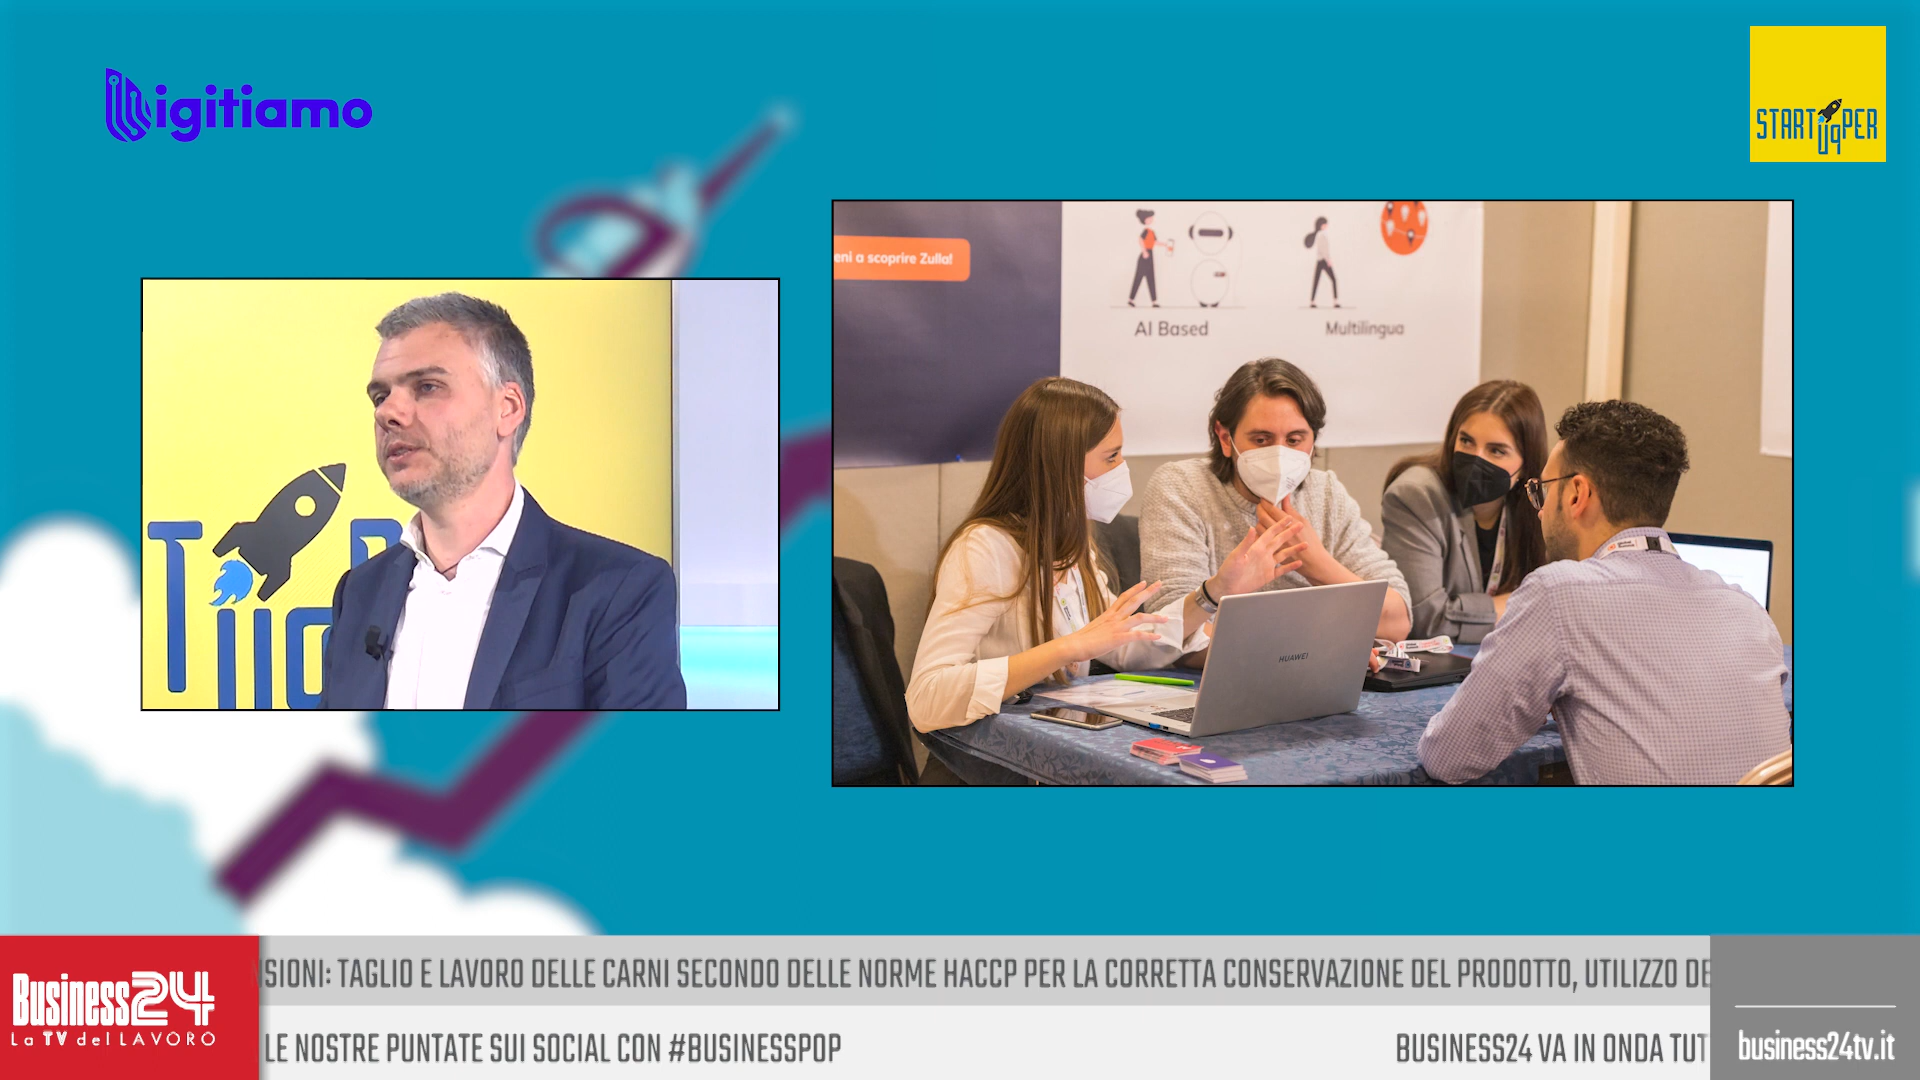 Digitiamo
STARTUPPER
eni a scoprire Zulla!
AI Based
Multilingua
HUAWEI
Business24
La TV del LAVORO
NSIONI: TAGLIO E LAVORO DELLE CARNI SECONDO DELLE NORME HACCP PER LA CORRETTA CONSERVAZIONE DEL PRODOTTO, UTILIZZO DE
LE NOSTRE PUNTATE SUI SOCIAL CON #BUSINESSPOP
BUSINESS24 VA IN ONDA TUT
business24tv.it